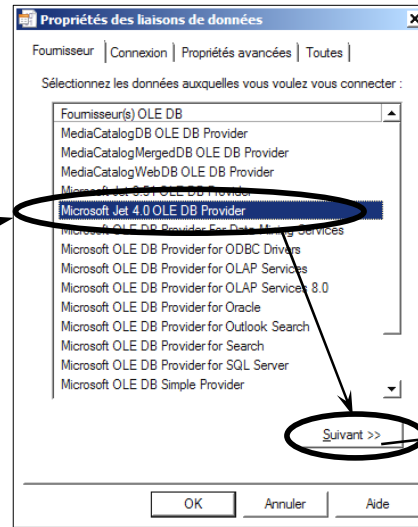 Propriétés des liaisons de données
Fournisseur Connexion Propriétés avancées Toutes
Sélectionnez les données auxquelles vous voulez vous connecter :
Fournisseur(s) OLE DB
MediaCatalogDB OLE DB Provider
MediaCatalogMergedDB OLE DB Provider
MediaCatalogWebDB OLE DB Provider
Microsoft Jet 3.51 OLE DB Provider
Microsoft Jet 4.0 OLE DB Provider
Microsoft OLE DB Provider For Data Mining Services
Microsoft OLE DB Provider for ODBC Drivers
Microsoft OLE DB Provider for OLAP Services
Microsoft OLE DB Provider for OLAP Services 8.0
Microsoft OLE DB Provider for Oracle
Microsoft OLE DB Provider for Outlook Search
Microsoft OLE DB Provider for Search
Microsoft OLE DB Provider for SQL Server
Microsoft OLE DB Simple Provider
Suivant >>
OK Annuler Aide